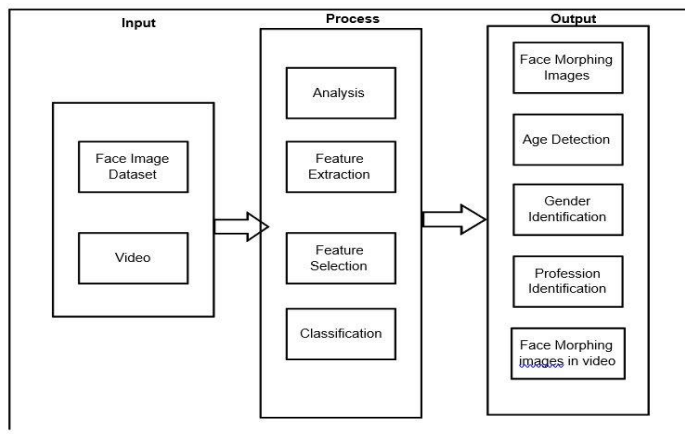 Input
Process
Output
Face Image
Dataset
Video
Analysis
Feature
Extraction
Feature
Selection
Classification
Face Morphing
Images
Age Detection
Gender
Identification
Profession
Identification
Face Morphing
images in video